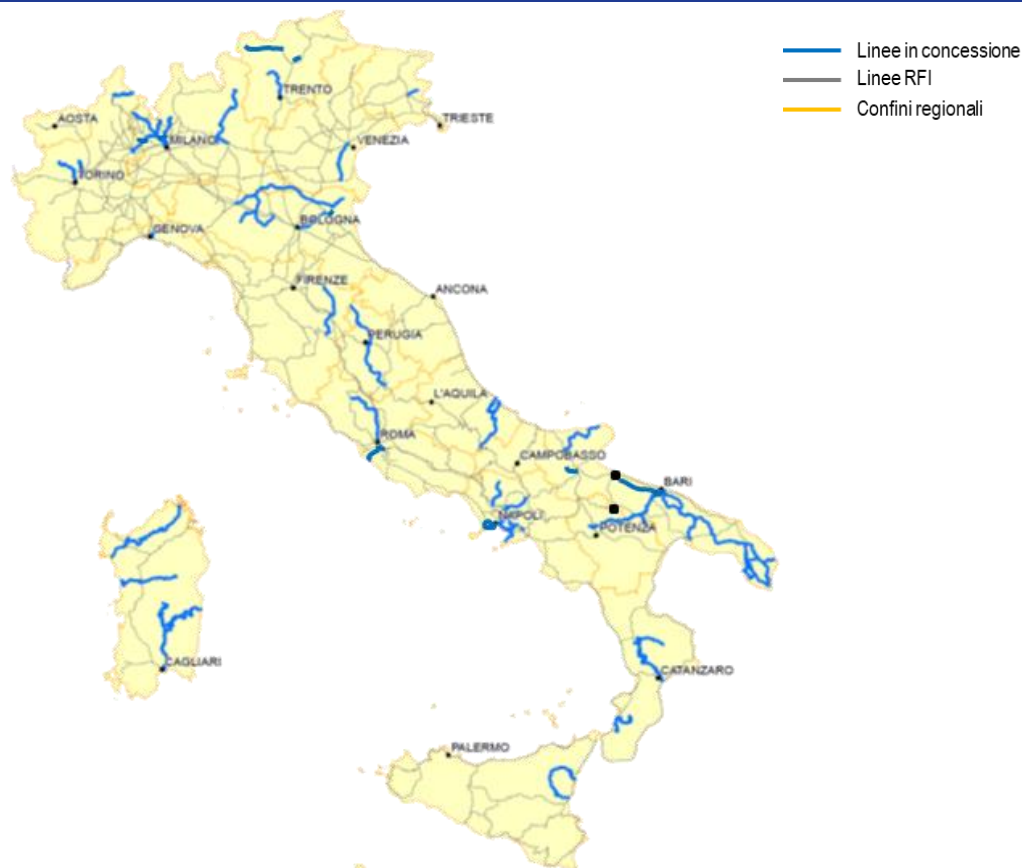 Linee in concessione
Linee RFI
Confini regionali
TRENTO
AOSTA
TRIESTE
MILANO
VENEZIA
TORINO
BOLOGNA
GENOVA
FIRENZE
ANCONA
PERUGIA
L'AQUILA
ROMA
CAMPOBASSO
BARI
NAPOLI
POTENZA
CAGLIARI
CATANZARO
PALERMO